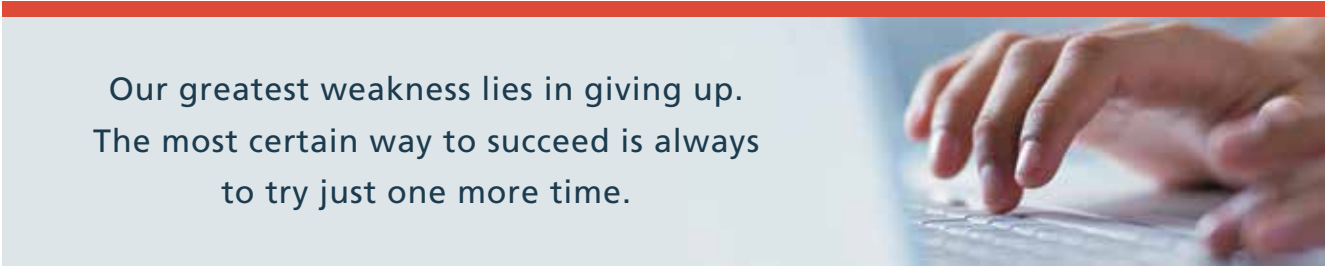 Our greatest weakness lies in giving up.
The most certain way to succeed is always
to try just one more time.